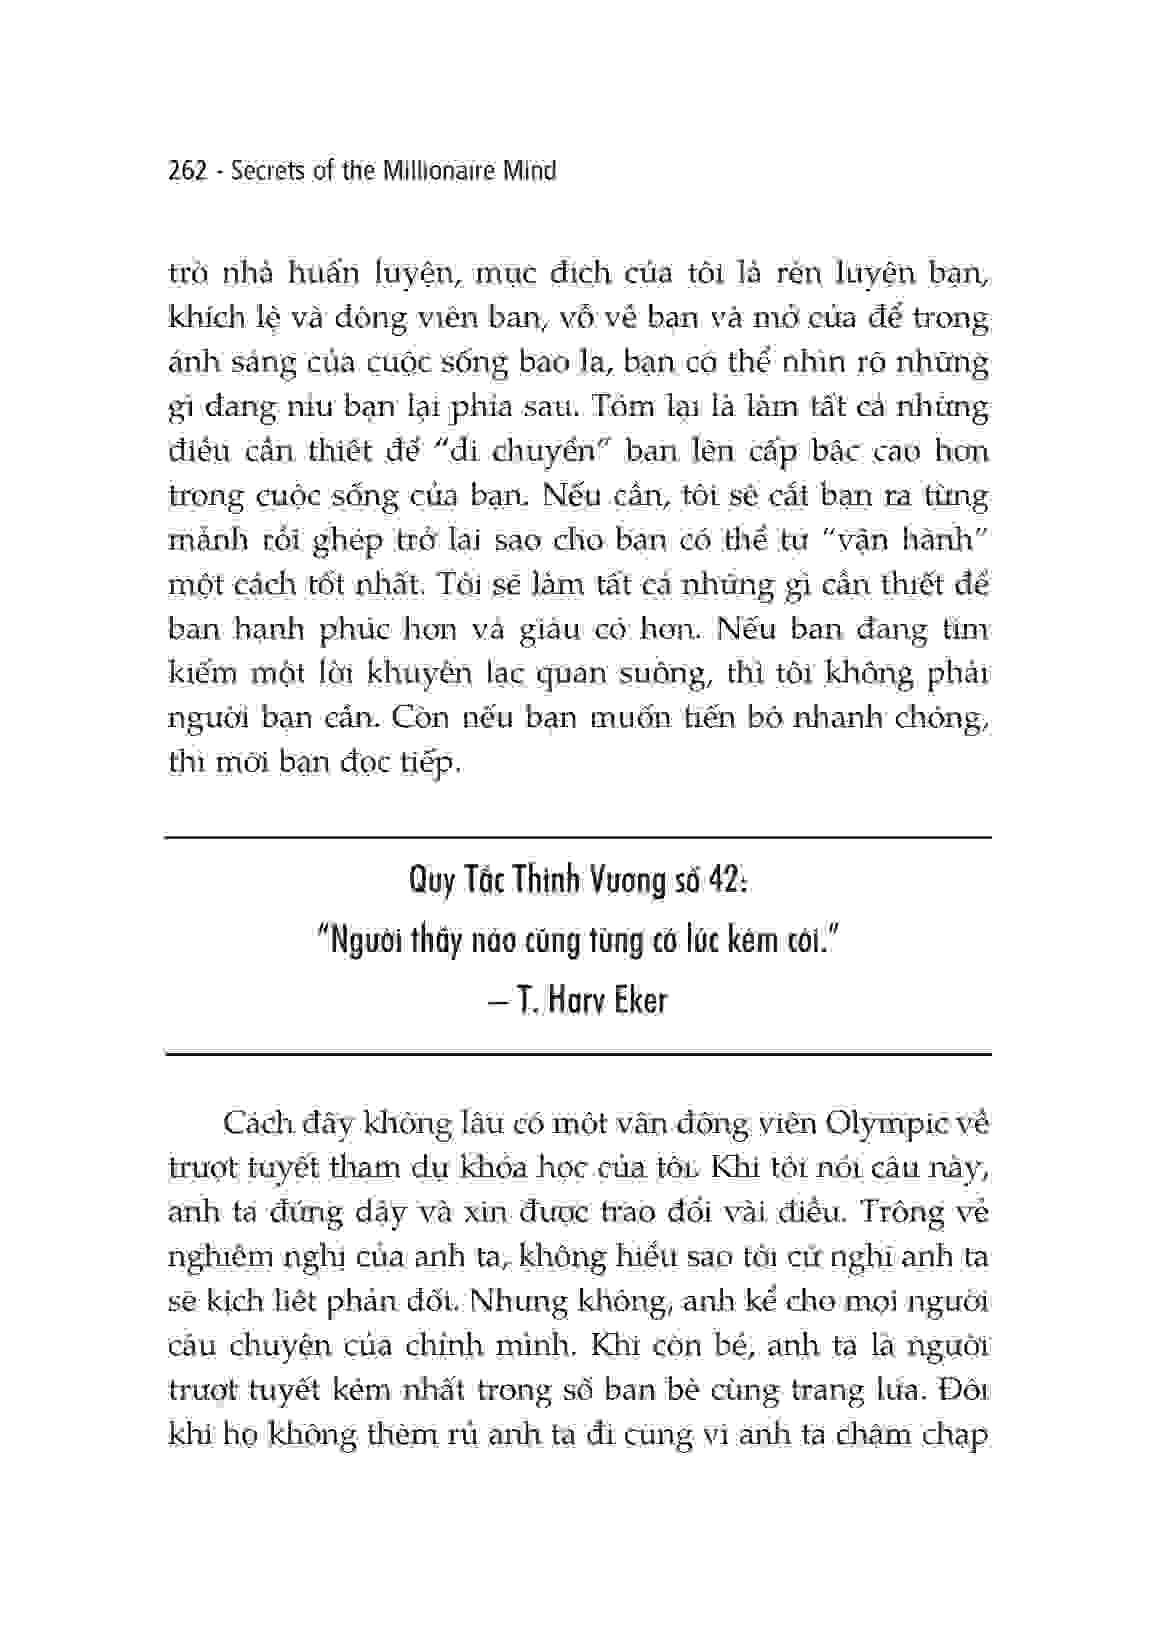 262 - Secrets of the Millionaire Mind
trò nhà huấn luyện, mục đích của tôi là rèn luyện bạn,
khích lệ và động viên bạn, vỗ về bạn và mở cửa để trong
ánh sáng của cuộc sống bao la, bạn có thể nhìn rõ những
gì đang níu bạn lại phía sau. Tóm lại là làm tất cả những
điều cần thiết để “di chuyển” bạn lên cấp bậc cao hơn
trong cuộc sống của bạn. Nếu cần, tôi sẽ cắt bạn ra từng
mảnh rồi ghép trở lại sao cho bạn có thể tự “vận hành”
một cách tốt nhất. Tôi sẽ làm tất cả những gì cần thiết để
bạn hạnh phúc hơn và giàu có hơn. Nếu bạn đang tìm
kiếm một lời khuyên lạc quan suông, thì tôi không phải
người bạn cần. Còn nếu bạn muốn tiến bộ nhanh chóng,
thì mời bạn đọc tiếp.
Quy Tắc Thịnh Vượng số 42:
“Người thầy nào cũng từng có lúc kém cỏi.”
– T. Harv Eker
Cách đây không lâu có một vận động viên Olympic về
trượt tuyết tham dự khóa học của tôi. Khi tôi nói câu này,
anh ta đứng dậy và xin được trao đổi vài điều. Trông vẻ
nghiêm nghị của anh ta, không hiểu sao tôi cứ nghĩ anh ta
sẽ kịch liệt phản đối. Nhưng không, anh kể cho mọi người
câu chuyện của chính mình. Khi còn bé, anh ta là người
trượt tuyết kém nhất trong số bạn bè cùng trang lứa. Đôi
khi họ không thèm rủ anh ta đi cùng vì anh ta chậm chạp